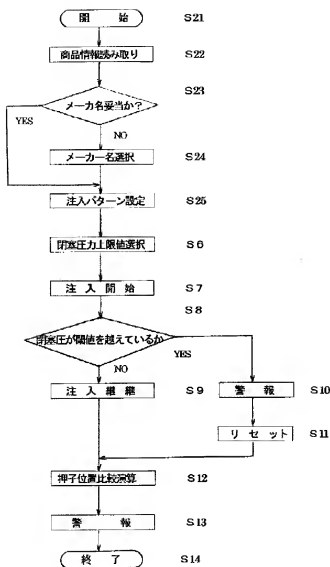 開 始 S21
商品情報読み取り S22
S23
メーカ名妥当か?
YES
NO
メーカー名選択 S24
注入パターン設定 S25
閉塞圧力上限値選択 S6
注 入 開 始 S7
S8
閉塞圧が閾値を越えているか
YES
NO
注 入 継 続 S9 警 報 S10
リ セ ッ ト S11
押子位置比較演算 S12
警 報 S13
終 了 S14